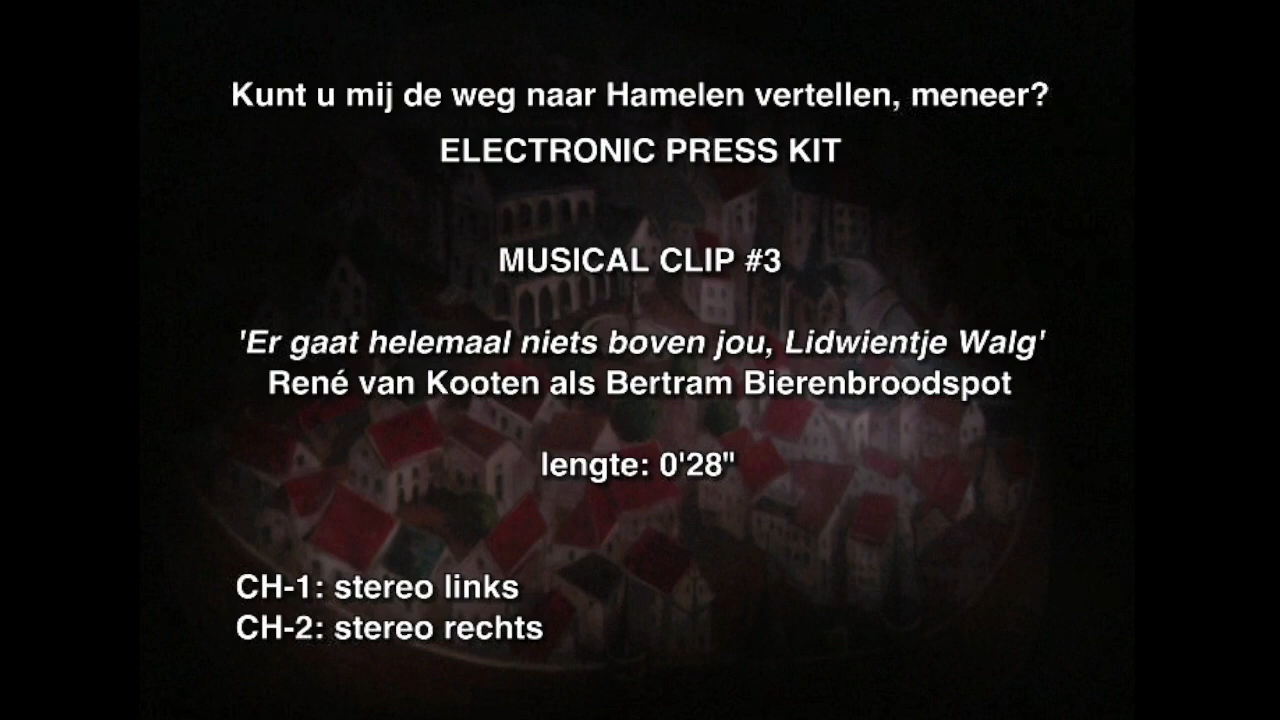 Kunt u mij de weg naar Hamelen vertellen, meneer?
ELECTRONIC PRESS KIT
MUSICAL CLIP #3
'Er gaat helemaal niets boven jou, Lidwientje Walg'
René van Kooten als Bertram Bierenbroodspot
lengte: 0'28"
CH-1: stereo links
CH-2: stereo rechts